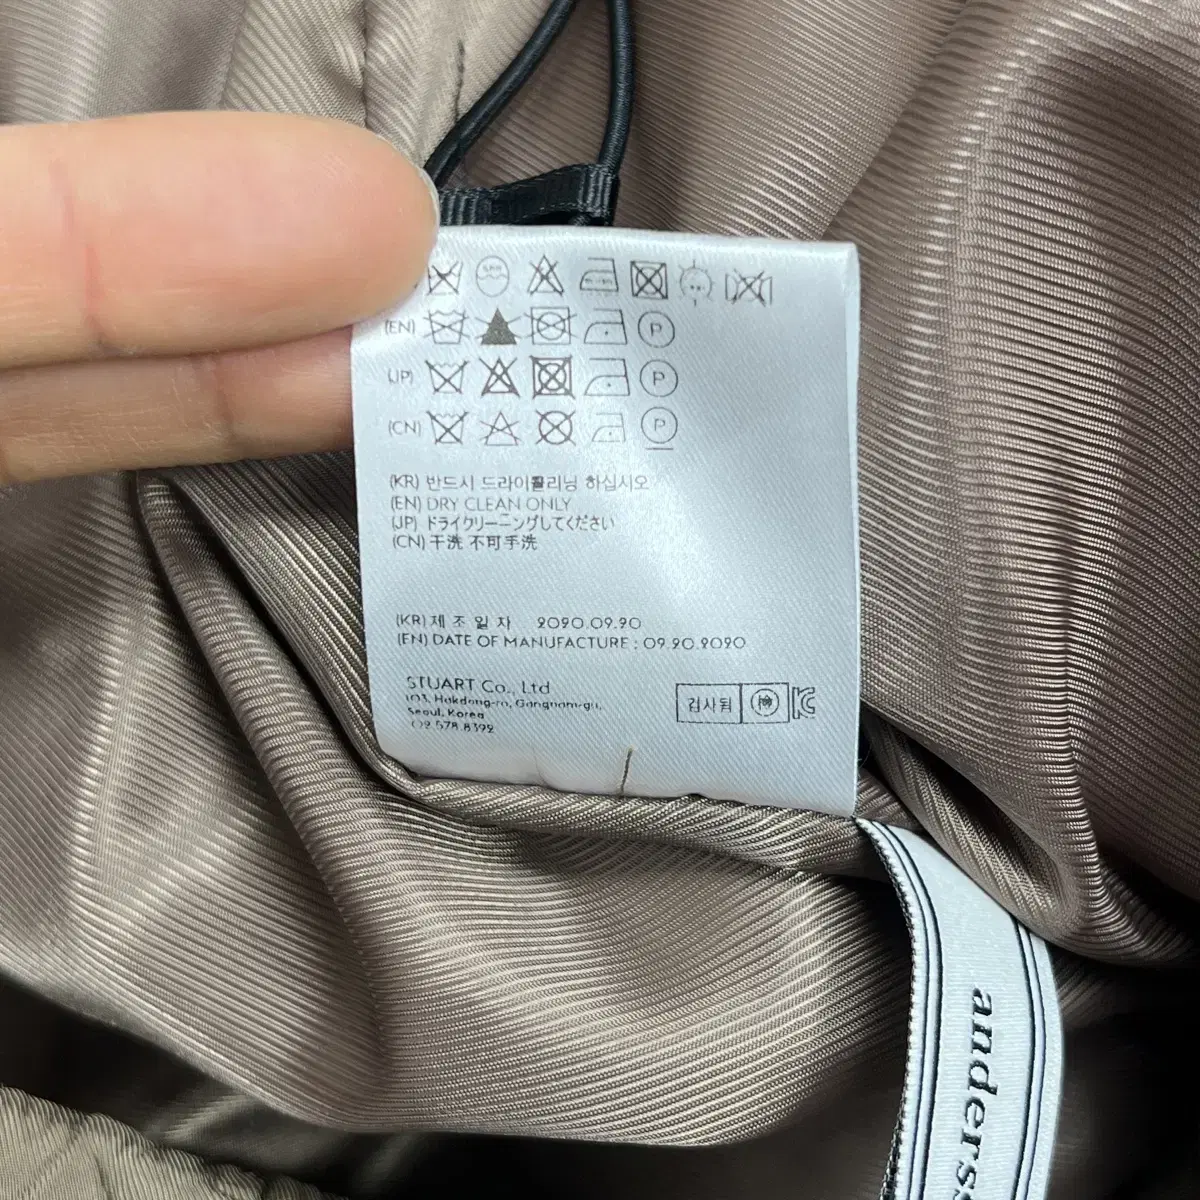 (EN)
P
(JP)
P
(CN)
P
(KR) 반드시 드라이클리닝 하십시오
(EN) DRY CLEAN ONLY
(JP) ドライクリーニングしてください
(CN) 干洗 不可手洗
(KR) 제 조 일 자 2020.09.20
(EN) DATE OF MANUFACTURE : 09.20.2020
STUART Co., Ltd
103, Hakdong-ro, Gangnam-gu,
Seoul, Korea
02.578.8392
검사됨
anderss